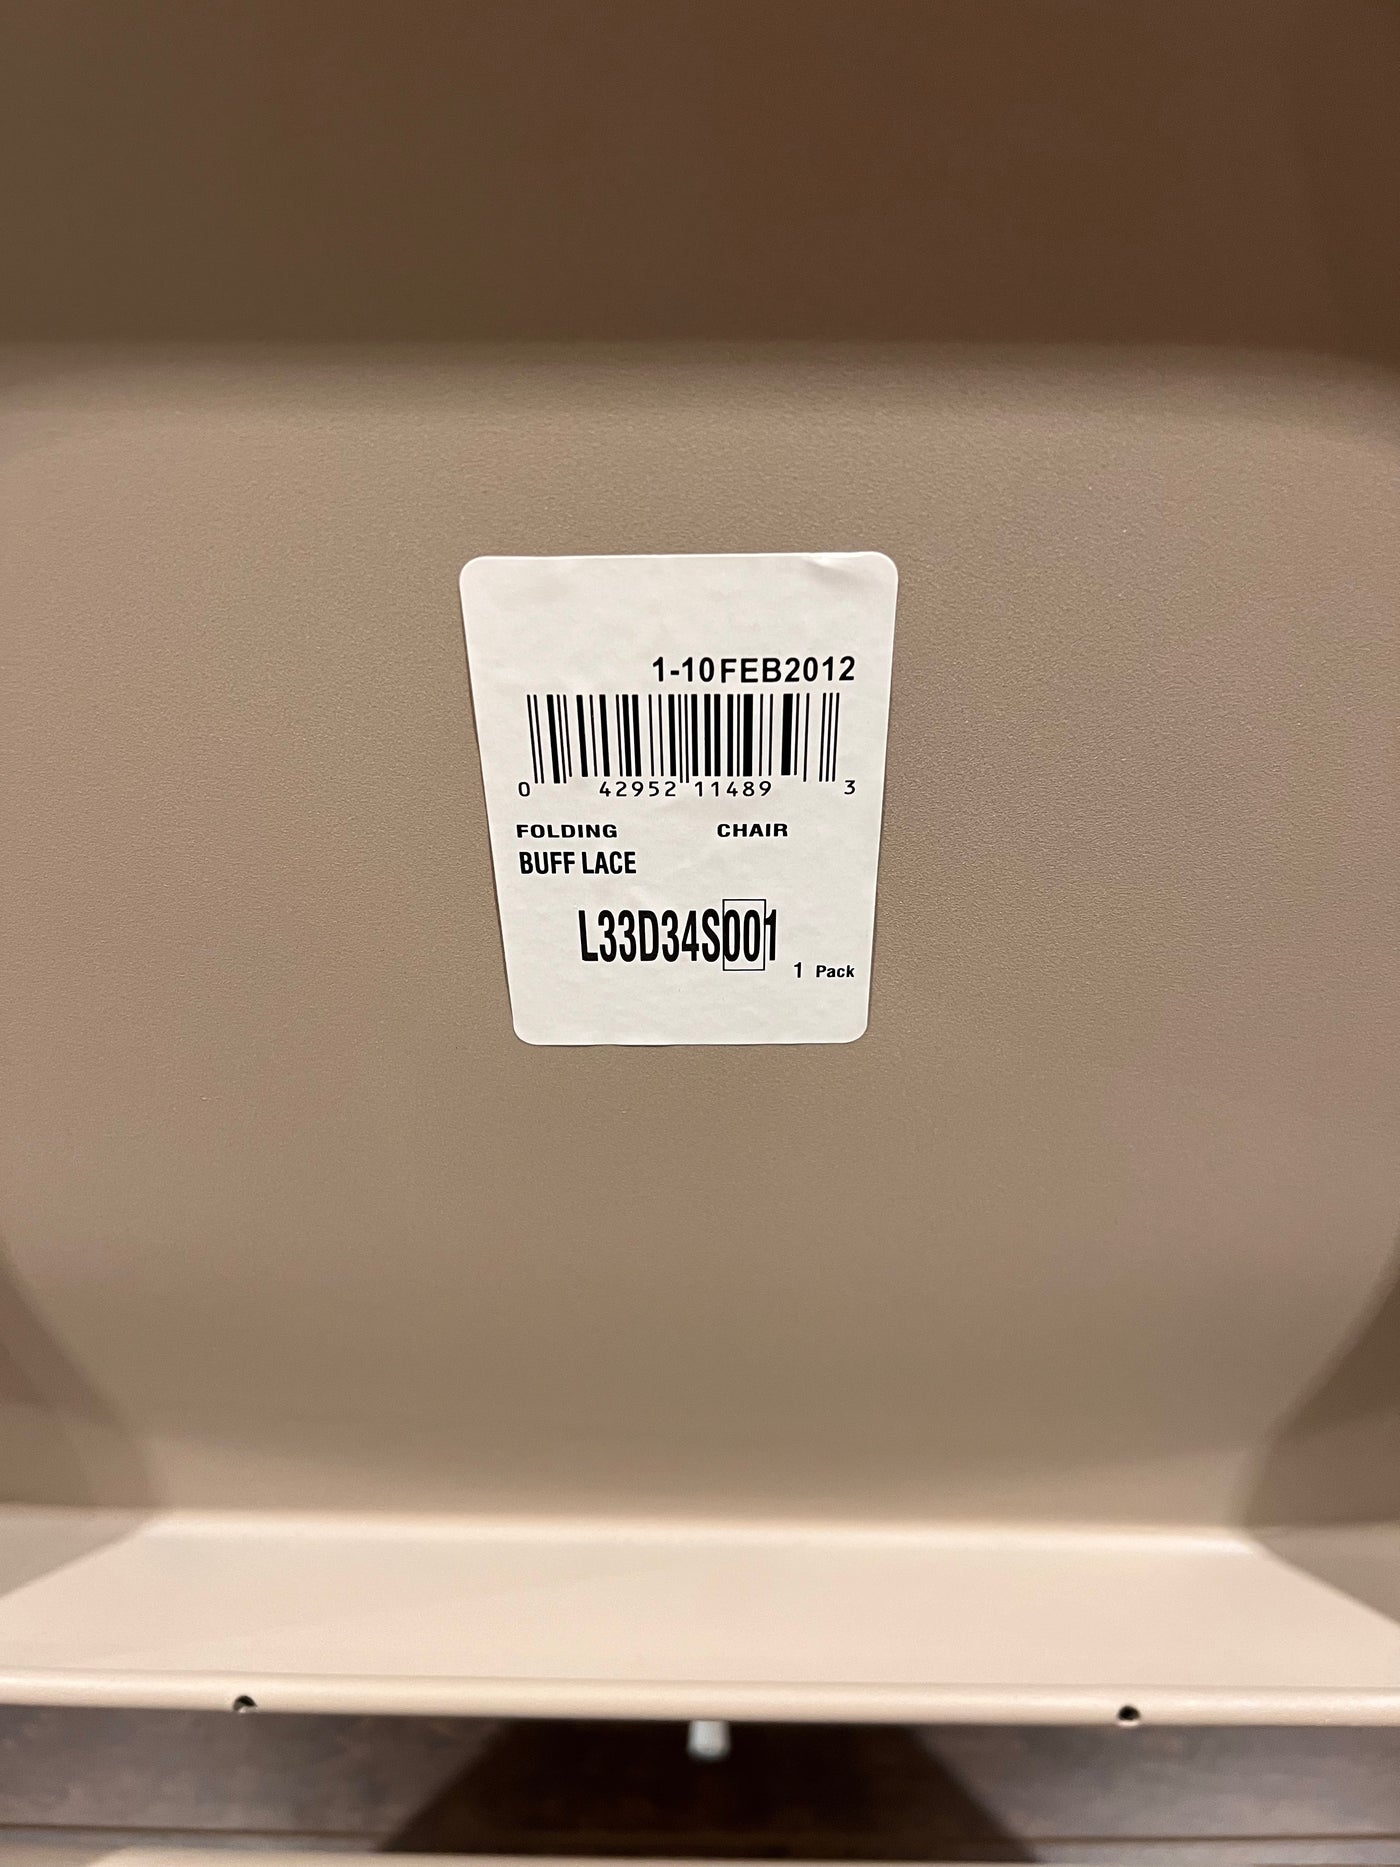 1-10FEB2012
0 42952 11489 3
FOLDING CHAIR
BUFF LACE
L33D34S001
1 Pack